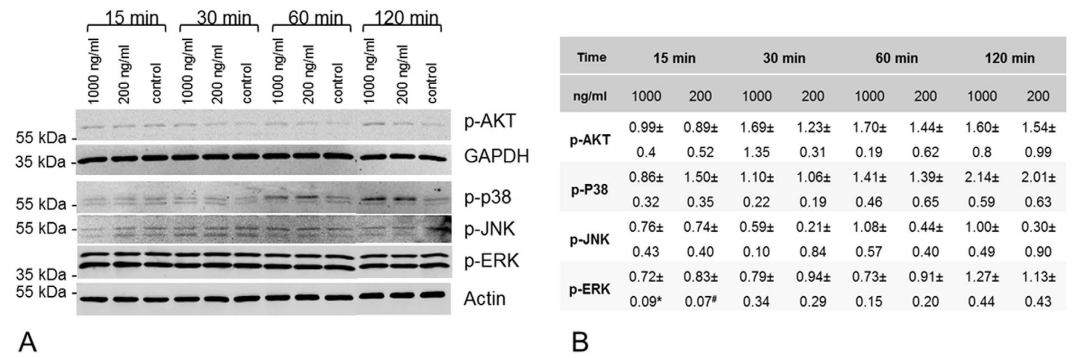 15 min 30 min 60 min 120 min
1000 ng/ml 200 ng/ml control 1000 ng/ml 200 ng/ml control 1000 ng/ml 200 ng/ml control 1000 ng/ml 200 ng/ml control
p-AKT
55 kDa
35 kDa GAPDH
p-p38
55 kDa
55 kDa p-JNK
p-ERK
35 kDa
55 kDa Actin
A
Time 15 min 30 min 60 min 120 min
ng/ml 1000 200 1000 200 1000 200 1000 200
p-AKT 0.99± 0.89± 1.69± 1.23± 1.70± 1.44± 1.60± 1.54±
0.4 0.52 1.35 0.31 0.19 0.62 0.8 0.99
p-P38 0.86± 1.50± 1.10± 1.06± 1.41± 1.39± 2.14± 2.01±
0.32 0.35 0.22 0.19 0.46 0.65 0.59 0.63
p-JNK 0.76± 0.74± 0.59± 0.21± 1.08± 0.44± 1.00± 0.30±
0.43 0.40 0.10 0.84 0.57 0.40 0.49 0.90
p-ERK 0.72± 0.83± 0.79± 0.94± 0.73± 0.91± 1.27± 1.13±
0.09* 0.07# 0.34 0.29 0.15 0.20 0.44 0.43
B